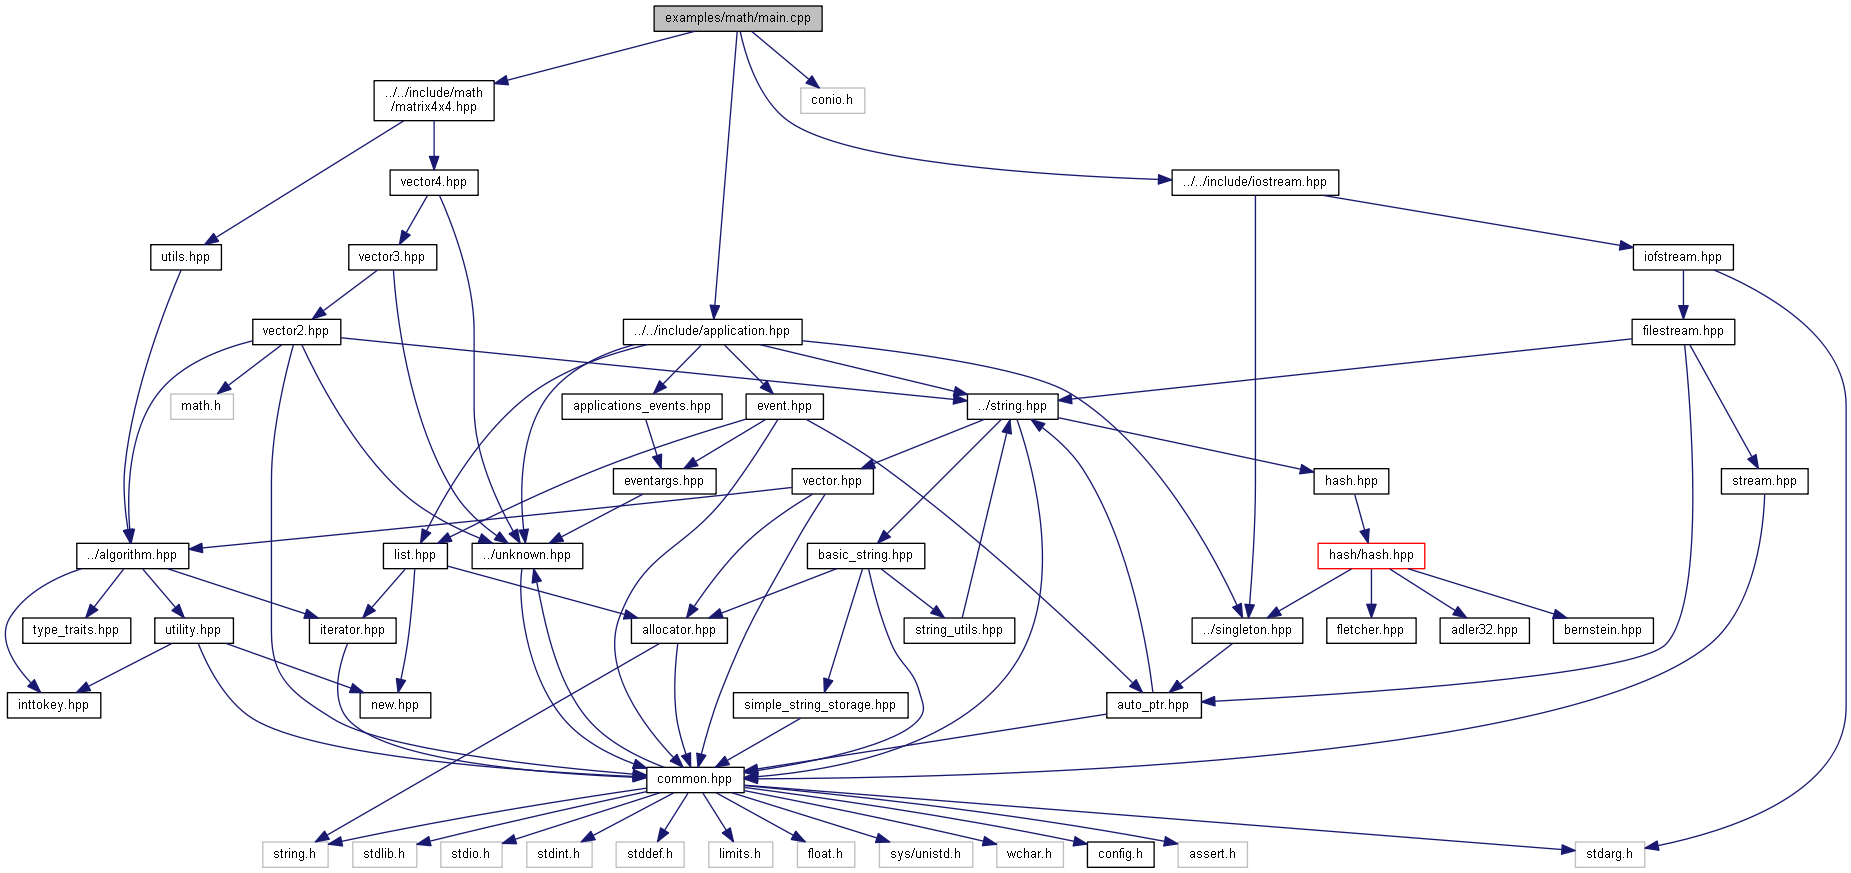 examples/math/main.cpp
../../include/math
/matrix4x4.hpp
conio.h
vector4.hpp
../../include/iostream.hpp
utils.hpp
vector3.hpp
iofstream.hpp
vector2.hpp
../../include/application.hpp
filestream.hpp
math.h
applications_events.hpp
event.hpp
../string.hpp
eventargs.hpp
vector.hpp
hash.hpp
stream.hpp
../algorithm.hpp
list.hpp
../unknown.hpp
basic_string.hpp
hash/hash.hpp
type_traits.hpp
utility.hpp
iterator.hpp
allocator.hpp
string_utils.hpp
../singleton.hpp
fletcher.hpp
adler32.hpp
bernstein.hpp
inttokey.hpp
new.hpp
simple_string_storage.hpp
auto_ptr.hpp
common.hpp
string.h
stdlib.h
stdio.h
stdint.h
stddef.h
limits.h
float.h
sys/unistd.h
wchar.h
config.h
assert.h
stdarg.h